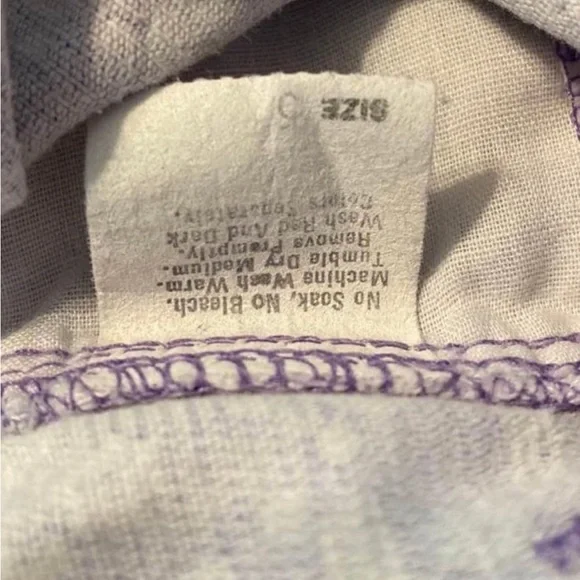 No Soak, No Bleach.
Machine Wash Warm.
Tumble Dry Medium.
Remove Promptly.
Wash Red And Dark
Colors Separately.
SIZE